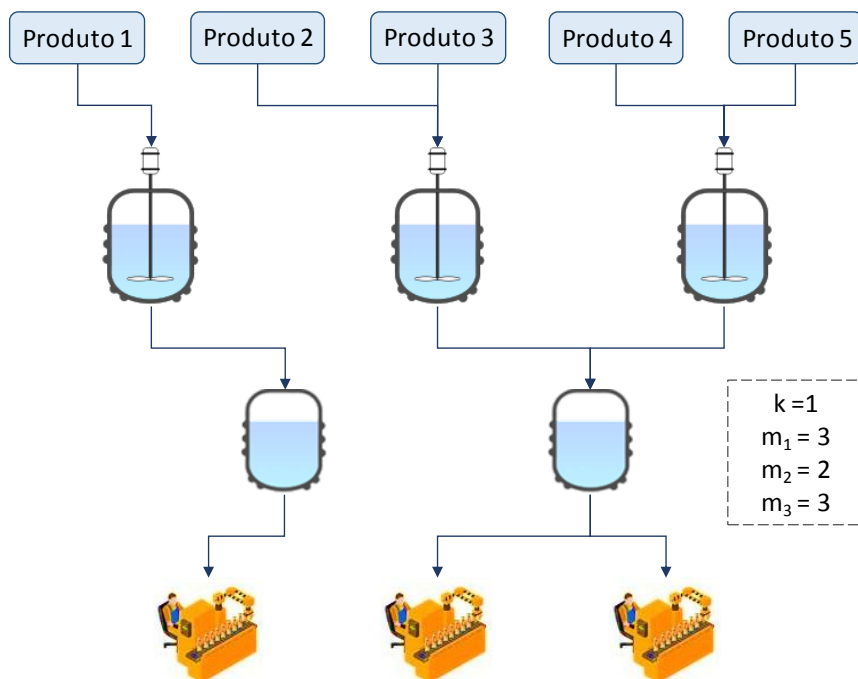 Produto 1
Produto 2
Produto 3
Produto 4
Produto 5
k =1
m₁ = 3
m₂ = 2
m₃ = 3